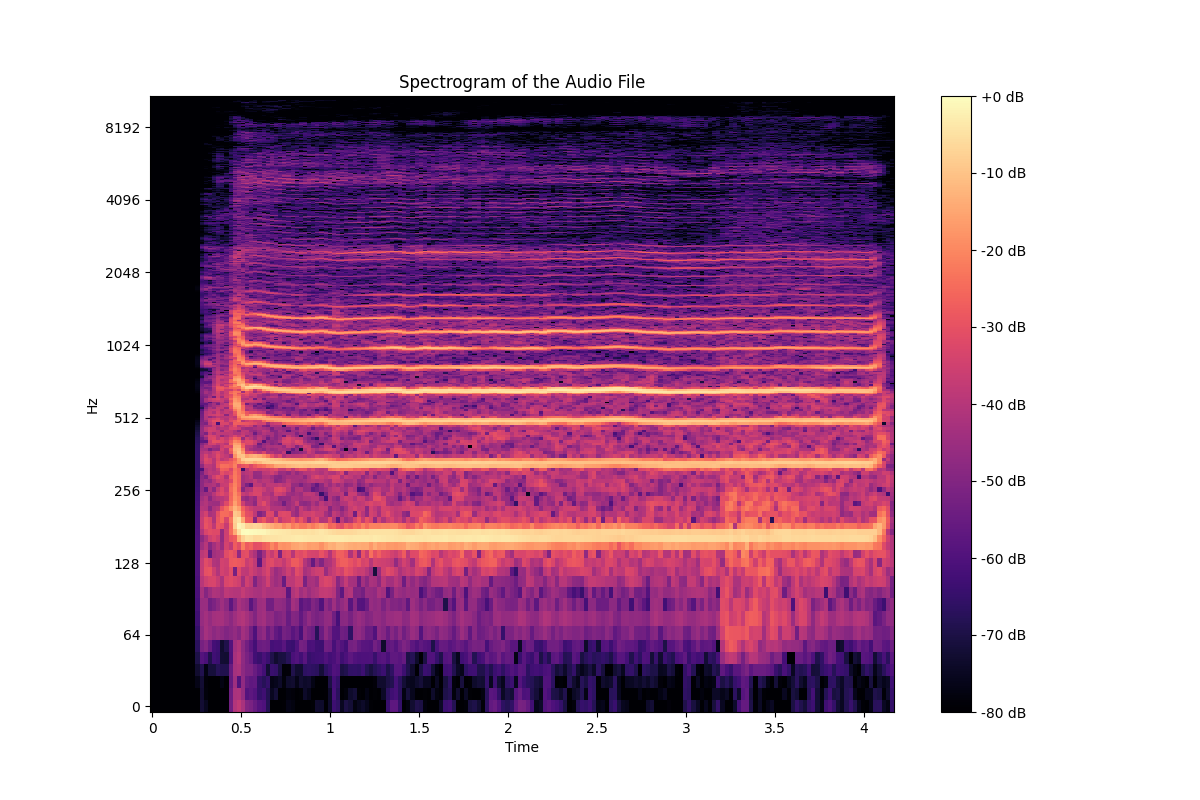 Spectrogram of the Audio File
8192
4096
2048
1024
512
256
128
64
0
Hz
0 0.5 1 1.5 2 2.5 3 3.5 4
Time
+0 dB
-10 dB
-20 dB
-30 dB
-40 dB
-50 dB
-60 dB
-70 dB
-80 dB